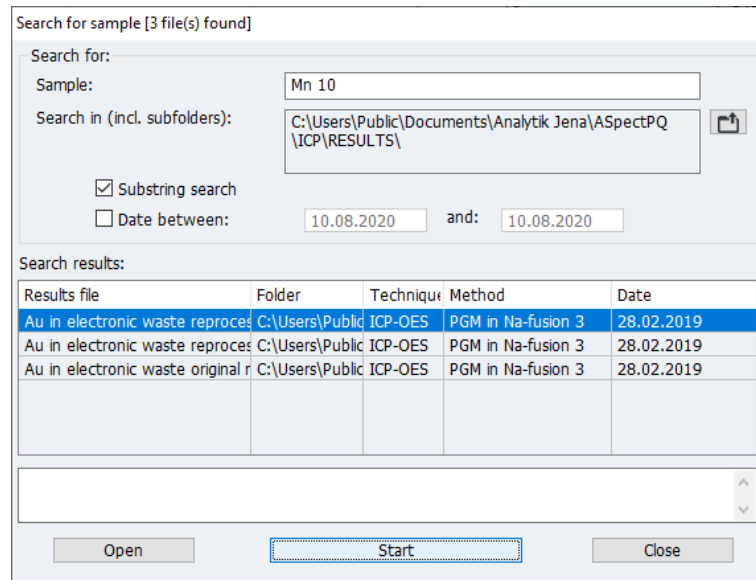 Search for sample [3 file(s) found]
Search for:
Sample: Mn 10
Search in (incl. subfolders): C:\Users\Public\Documents\Analytik Jena\ASpectPQ
\ICP\RESULTS\
Substring search
Date between: 10.08.2020 and: 10.08.2020
Search results:
Results file Folder Technique Method Date
Au in electronic waste reproces C:\Users\Public ICP-OES PGM in Na-fusion 3 28.02.2019
Au in electronic waste reproces C:\Users\Public ICP-OES PGM in Na-fusion 3 28.02.2019
Au in electronic waste original r C:\Users\Public ICP-OES PGM in Na-fusion 3 28.02.2019
Open Start Close